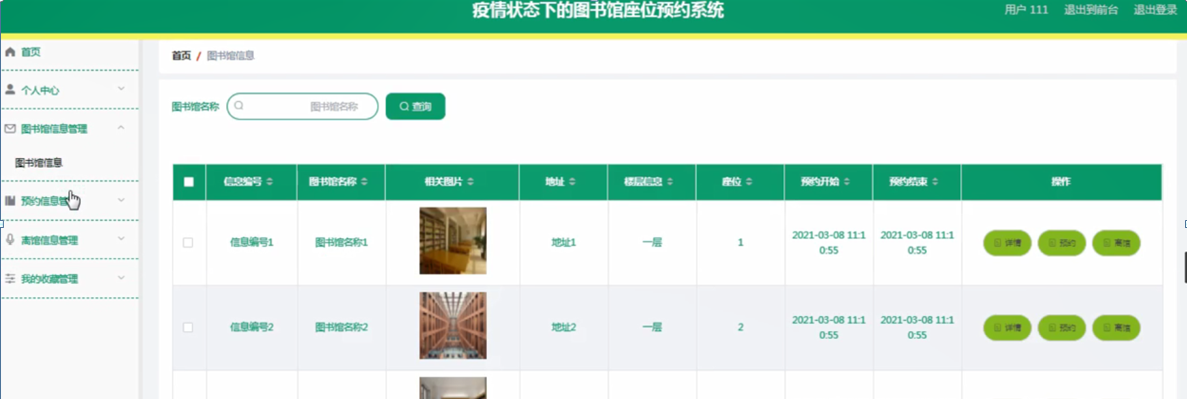 疫情状态下的图书馆座位预约系统
用户 111 退出到前台 退出登录
首页
个人中心
图书馆信息管理
图书馆信息
预约信息管理
离馆信息管理
我的收藏管理
首页 / 图书馆信息
图书馆名称 图书馆名称 查询
信息编号 图书馆名称 相关图片 地址 楼层信息 座位 预约开始 预约结束 操作
信息编号1 图书馆名称1 地址1 一层 1 2021-03-08 11:1 2021-03-08 11:1 详情 预约 离馆
0:55 0:55
信息编号2 图书馆名称2 地址2 一层 2 2021-03-08 11:1 2021-03-08 11:1 详情 预约 离馆
0:55 0:55